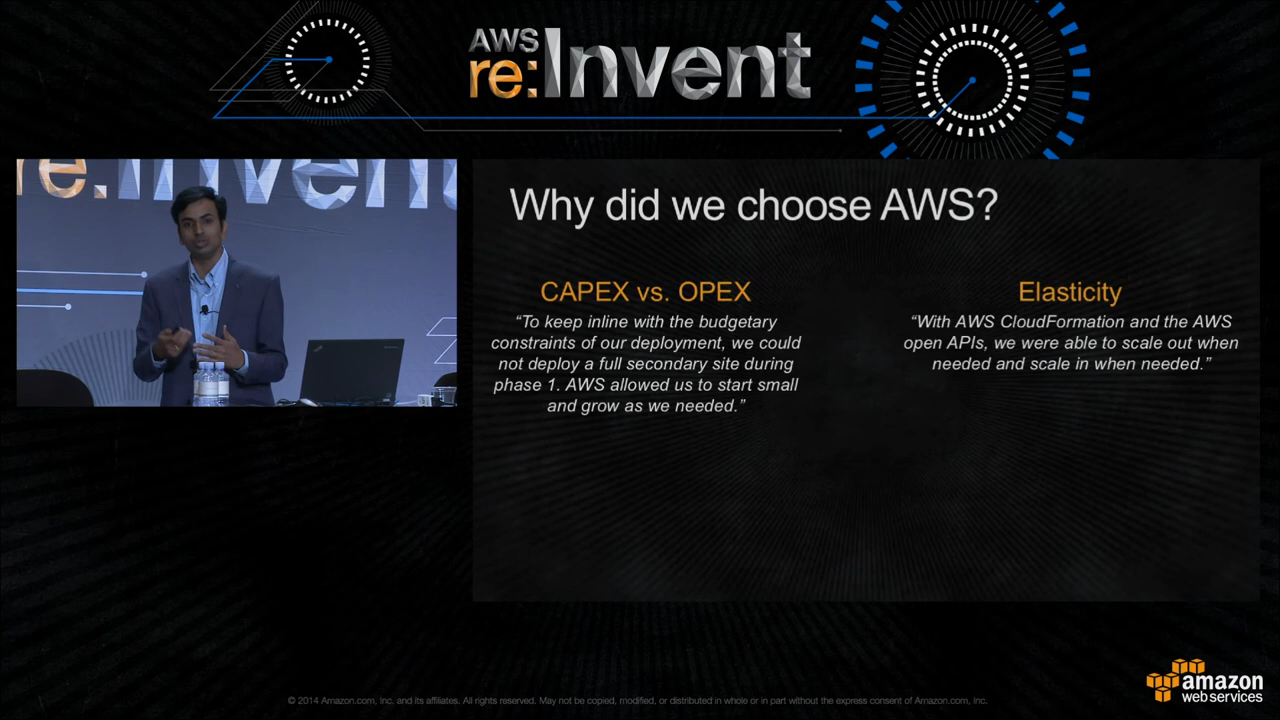 AWS
re:Invent
re:Invent
Why did we choose AWS?
CAPEX vs. OPEX
“To keep inline with the budgetary
constraints of our deployment, we could
not deploy a full secondary site during
phase 1. AWS allowed us to start small
and grow as we needed.”
Elasticity
“With AWS CloudFormation and the AWS
open APIs, we were able to scale out when
needed and scale in when needed.”
amazon
web services
© 2014 Amazon.com, Inc. and its affiliates. All rights reserved. May not be copied, modified, or distributed in whole or in part without the express consent of Amazon.com, Inc.